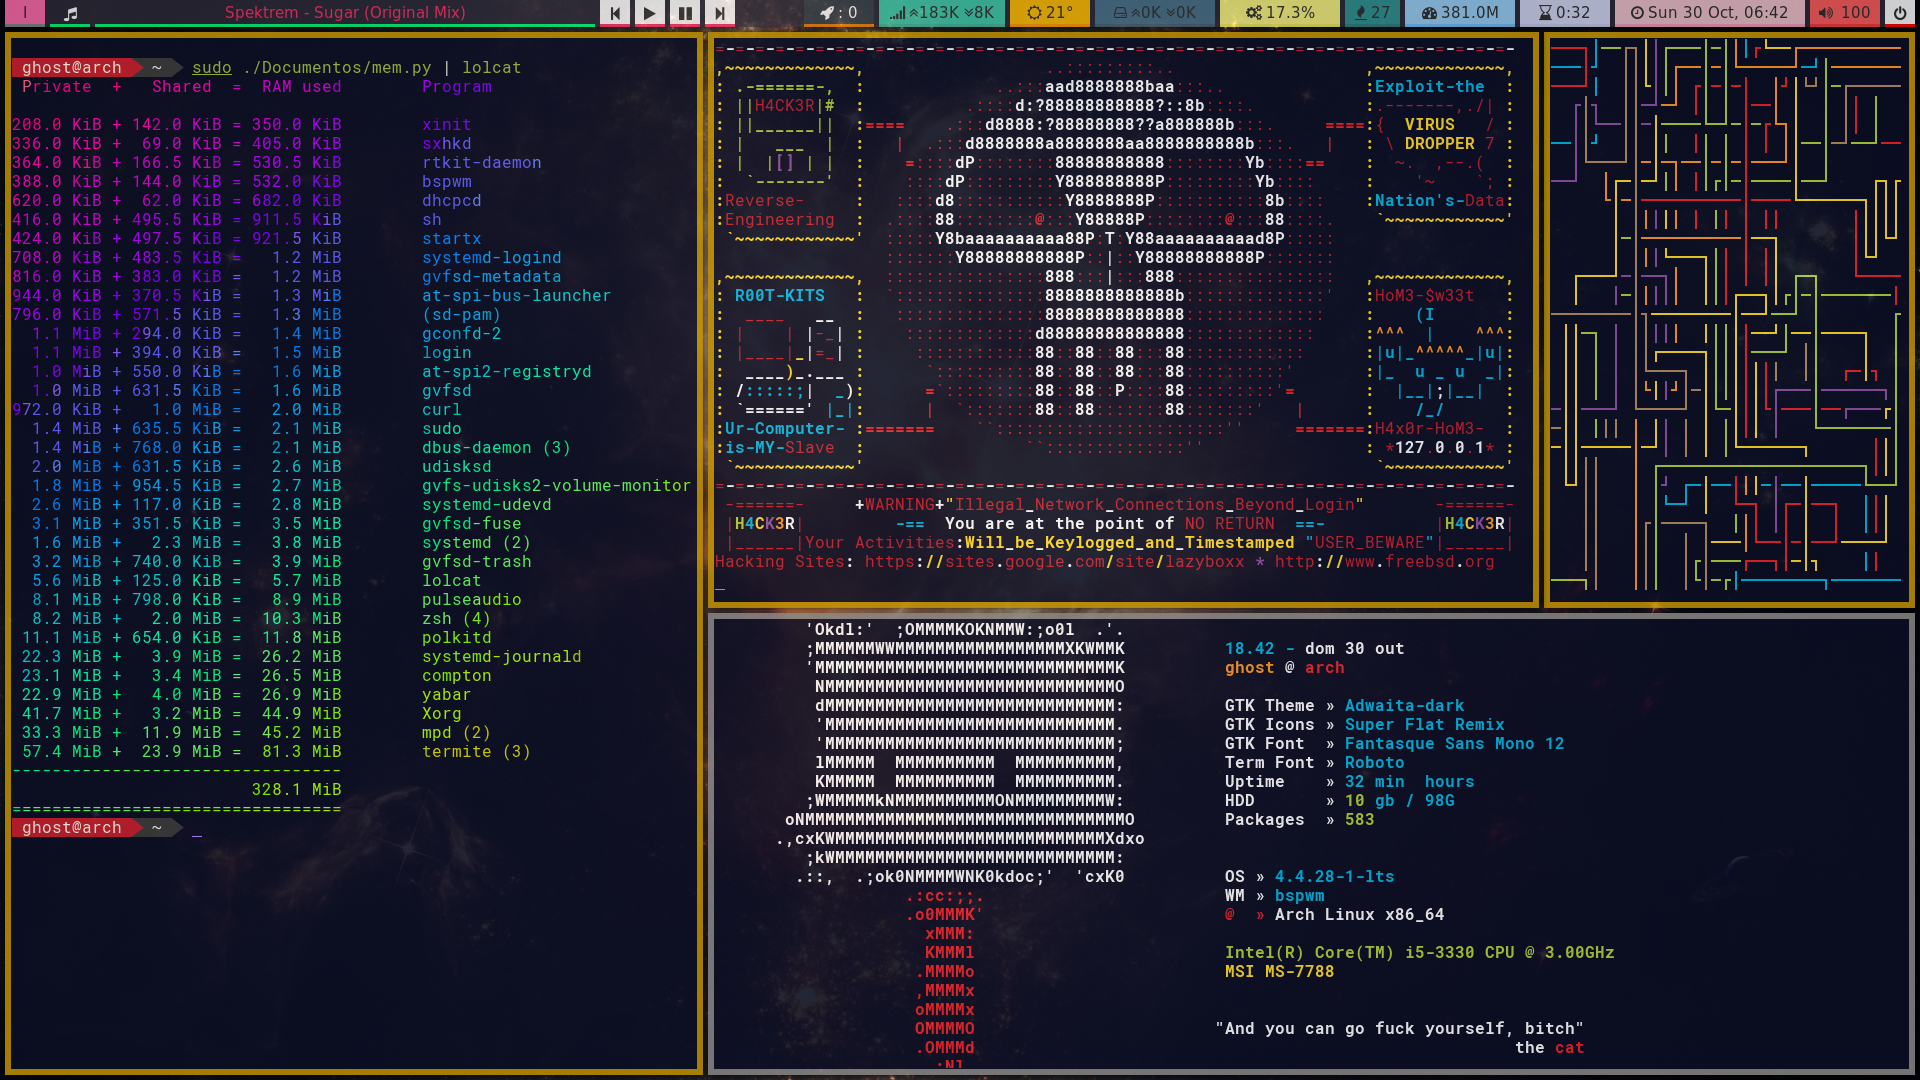 I
Spektrem - Sugar (Original Mix)
: 0
183K 8K
21°
0K 0K
17.3%
27
381.0M
0:32
Sun 30 Oct, 06:42
100
ghost@arch ~ sudo ./Documentos/mem.py | lolcat
Private + Shared = RAM used Program
208.0 KiB + 142.0 KiB = 350.0 KiB xinit
336.0 KiB + 69.0 KiB = 405.0 KiB sxhkd
364.0 KiB + 166.5 KiB = 530.5 KiB rtkit-daemon
388.0 KiB + 144.0 KiB = 532.0 KiB bspwm
620.0 KiB + 62.0 KiB = 682.0 KiB dhcpcd
416.0 KiB + 495.5 KiB = 911.5 KiB sh
424.0 KiB + 497.5 KiB = 921.5 KiB startx
708.0 KiB + 483.5 KiB = 1.2 MiB systemd-logind
816.0 KiB + 383.0 KiB = 1.2 MiB gvfsd-metadata
944.0 KiB + 370.5 KiB = 1.3 MiB at-spi-bus-launcher
796.0 KiB + 571.5 KiB = 1.3 MiB (sd-pam)
1.1 MiB + 294.0 KiB = 1.4 MiB gconfd-2
1.1 MiB + 394.0 KiB = 1.5 MiB login
1.0 MiB + 550.0 KiB = 1.6 MiB at-spi2-registryd
1.0 MiB + 631.5 KiB = 1.6 MiB gvfsd
972.0 KiB + 1.0 MiB = 2.0 MiB curl
1.4 MiB + 635.5 KiB = 2.1 MiB sudo
1.4 MiB + 768.0 KiB = 2.1 MiB dbus-daemon (3)
2.0 MiB + 631.5 KiB = 2.6 MiB udisksd
1.8 MiB + 954.5 KiB = 2.7 MiB gvfs-udisks2-volume-monitor
2.6 MiB + 117.0 KiB = 2.8 MiB systemd-udevd
3.1 MiB + 351.5 KiB = 3.5 MiB gvfsd-fuse
1.6 MiB + 2.3 MiB = 3.8 MiB systemd (2)
3.2 MiB + 740.0 KiB = 3.9 MiB gvfsd-trash
5.6 MiB + 125.0 KiB = 5.7 MiB lolcat
8.1 MiB + 798.0 KiB = 8.9 MiB pulseaudio
8.2 MiB + 2.0 MiB = 10.3 MiB zsh (4)
11.1 MiB + 654.0 KiB = 11.8 MiB polkitd
22.3 MiB + 3.9 MiB = 26.2 MiB systemd-journald
23.1 MiB + 3.4 MiB = 26.5 MiB compton
22.9 MiB + 4.0 MiB = 26.9 MiB yabar
41.7 MiB + 3.2 MiB = 44.9 MiB Xorg
33.3 MiB + 11.9 MiB = 45.2 MiB mpd (2)
57.4 MiB + 23.9 MiB = 81.3 MiB termite (3)
---------------------------------
328.1 MiB
=================================
ghost@arch ~ _
H4CK3R
Reverse-
Engineering
Exploit-the
VIRUS
DROPPER 7
Nation's-Data
R00T-KITS
Ur-Computer-
is-MY-Slave
HoM3-$w33t
H4x0r-HoM3-
*127.0.0.1*
+WARNING+"Illegal_Network_Connections_Beyond_Login"
|H4CK3R| -== You are at the point of NO RETURN ==- |H4CK3R|
|______|Your Activities:Will_be_Keylogged_and_Timestamped "USER_BEWARE"|______|
Hacking Sites: https://sites.google.com/site/lazyboxx * http://www.freebsd.org
18.42 - dom 30 out
ghost @ arch
GTK Theme » Adwaita-dark
GTK Icons » Super Flat Remix
GTK Font » Fantasque Sans Mono 12
Term Font » Roboto
Uptime » 32 min hours
HDD » 10 gb / 98G
Packages » 583
OS » 4.4.28-1-lts
WM » bspwm
@ » Arch Linux x86_64
Intel(R) Core(TM) i5-3330 CPU @ 3.00GHz
MSI MS-7788
"And you can go fuck yourself, bitch"
the cat